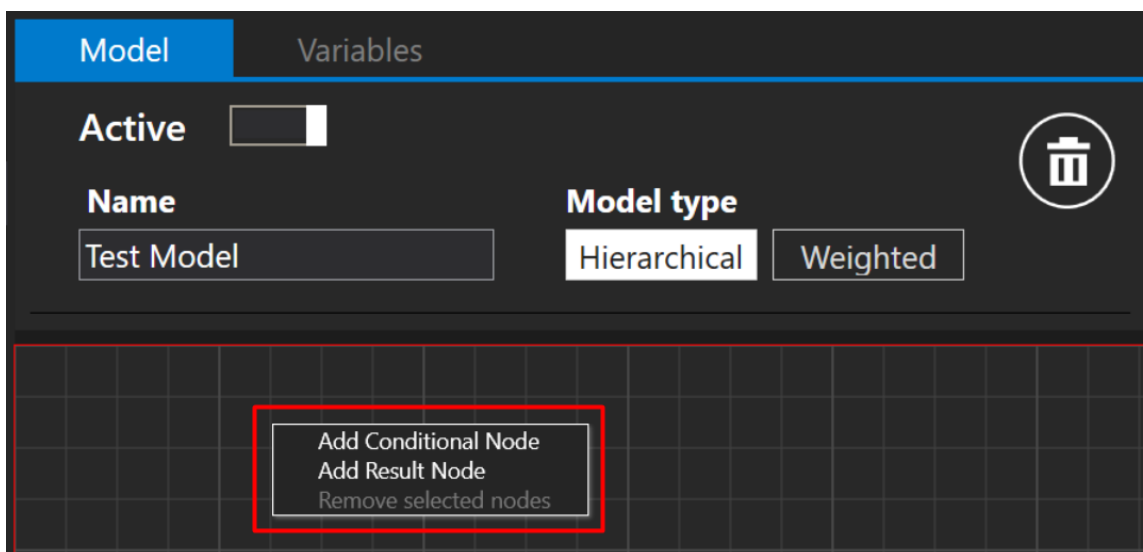 Model Variables
Active
Name Model type
Test Model Hierarchical Weighted
Add Conditional Node
Add Result Node
Remove selected nodes